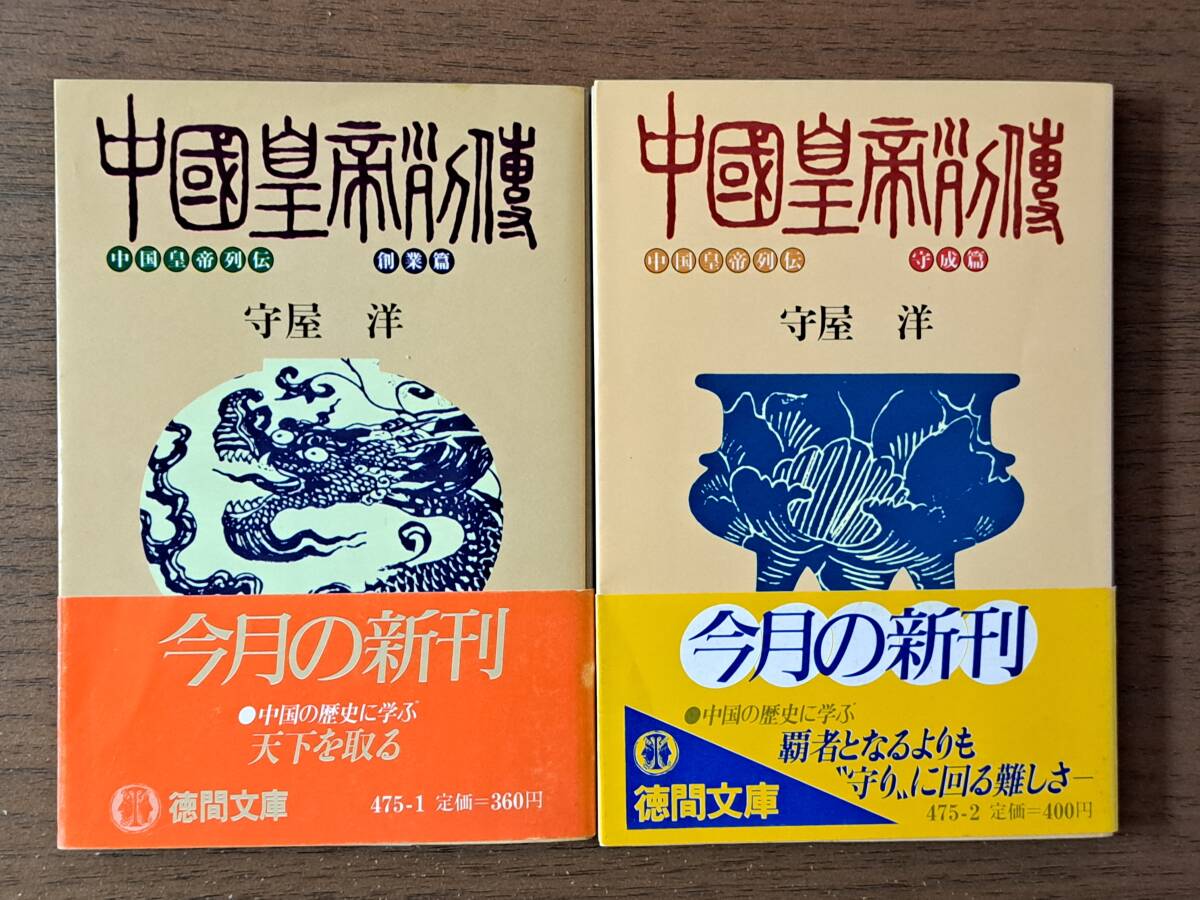 中國皇帝列傳
中国皇帝列伝 創業篇
守屋 洋
今月の新刊
●中国の歴史に学ぶ
天下を取る
徳間文庫 475-1 定価=360円
中國皇帝列傳
中国皇帝列伝 守成篇
守屋 洋
今月の新刊
●中国の歴史に学ぶ
覇者となるよりも
〝守り〟に回る難しさ―
徳間文庫 475-2 定価=400円